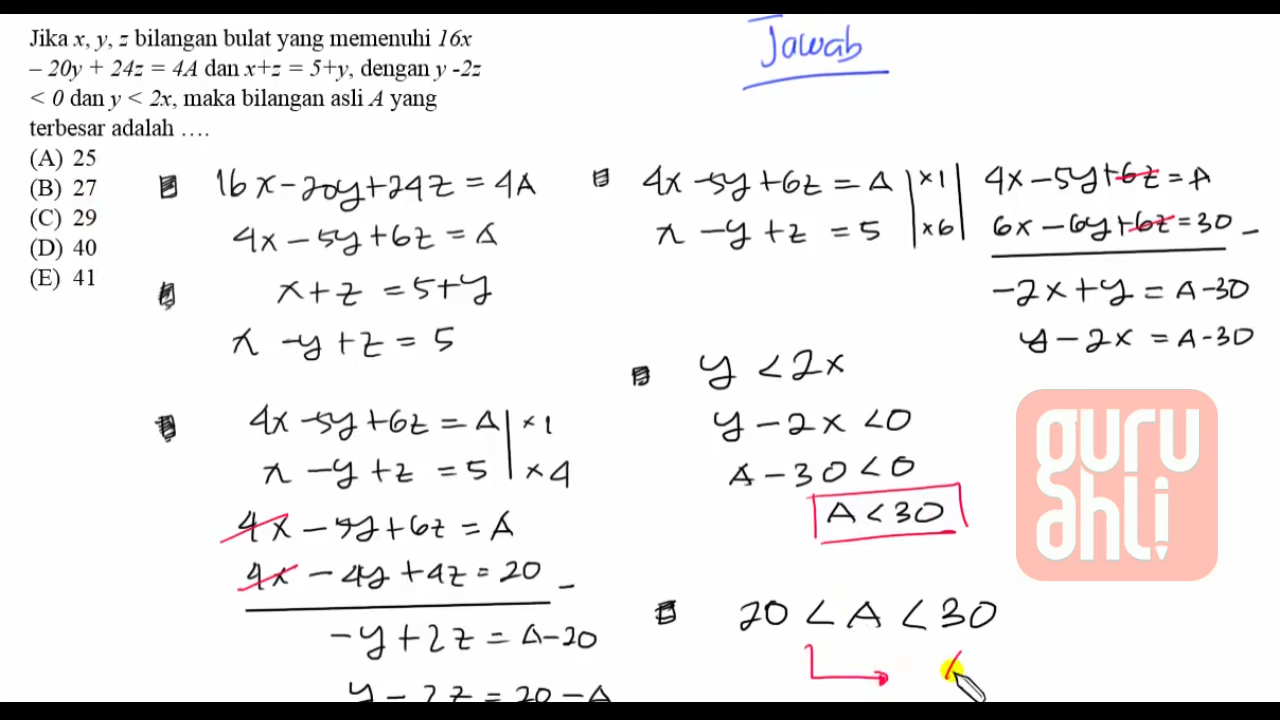 Jika x, y, z bilangan bulat yang memenuhi 16x
– 20y + 24z = 4A dan x+z = 5+y, dengan y -2z
< 0 dan y < 2x, maka bilangan asli A yang
terbesar adalah ….
(A) 25
(B) 27
(C) 29
(D) 40
(E) 41
Jawab
16x-20y+24z=4A
4x-5y+6z=A
x+z=5+y
x-y+z=5
4x-5y+6z=A | ×1
x-y+z=5 | ×4
4x-5y+6z=A
4x-4y+4z=20 -
-y+2z=A-20
y-2z=20-A
4x-5y+6z=A | ×1 |
x-y+z=5 | ×6 |
4x-5y+6z=A
6x-6y+6z=30 -
-2x+y=A-30
y-2x=A-30
y<2x
y-2x<0
A-30<0
A<30
20<A<30
guru
ahli